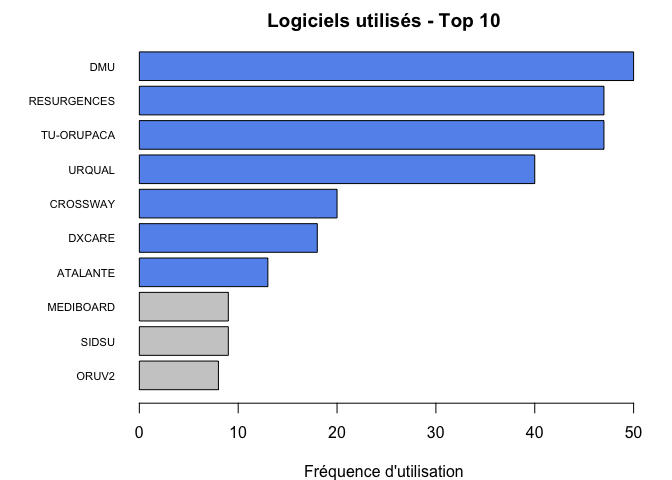 Logiciels utilisés - Top 10
DMU
RESURGENCES
TU-ORUPACA
URQUAL
CROSSWAY
DXCARE
ATALANTE
MEDIBOARD
SIDSU
ORUV2
0 10 20 30 40 50
Fréquence d'utilisation